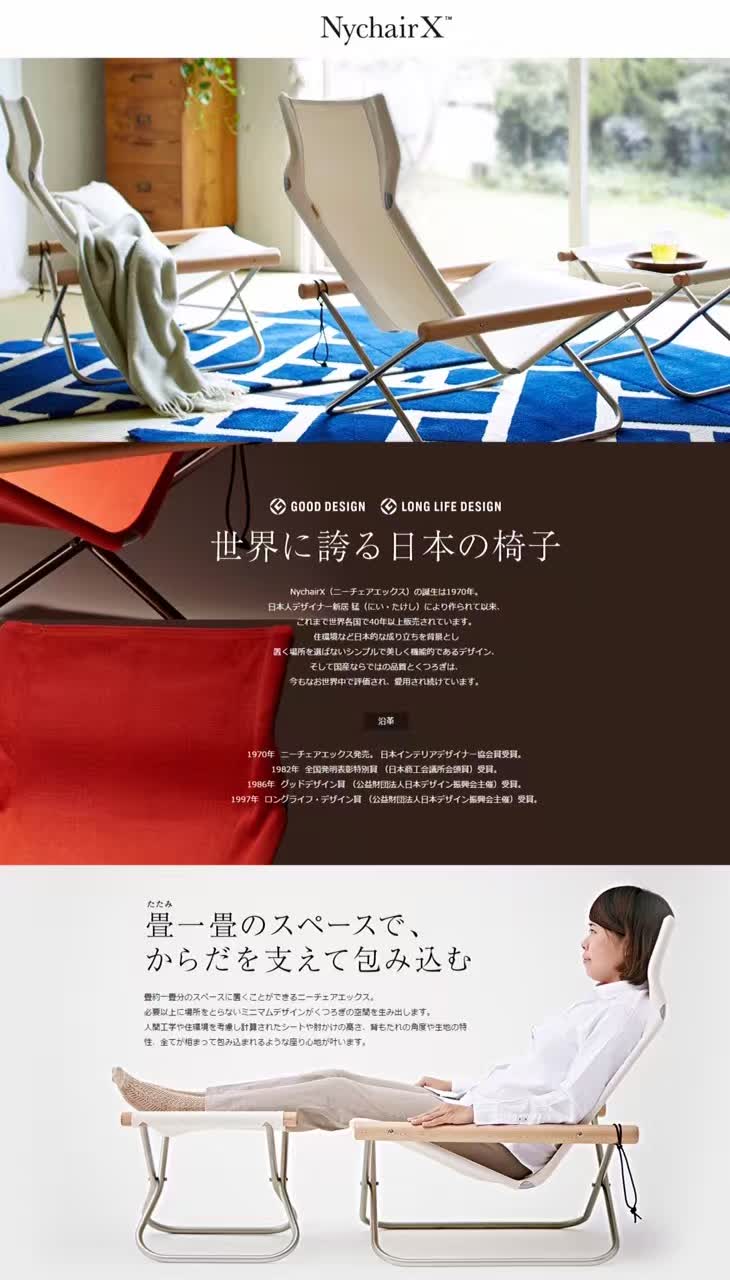 NychairX™
GOOD DESIGN LONG LIFE DESIGN
世界に誇る日本の椅子
NychairX（ニーチェアエックス）の誕生は1970年。
日本人デザイナー新居 猛（にい・たけし）により作られて以来、
これまで世界各国で40年以上販売されています。
住環境など日本的な成り立ちを背景とし
置く場所を選ばないシンプルで美しく機能的であるデザイン、
そして国産ならではの品質とくつろぎは、
今もなお世界中で評価され、愛用され続けています。
沿革
1970年 ニーチェアエックス発売。 日本インテリアデザイナー協会賞受賞。
1982年 全国発明表彰特別賞 （日本商工会議所会頭賞）受賞。
1986年 グッドデザイン賞 （公益財団法人日本デザイン振興会主催）受賞。
1997年 ロングライフ・デザイン賞 （公益財団法人日本デザイン振興会主催）受賞。
たたみ
畳一畳のスペースで、
からだを支えて包み込む
畳約一畳分のスペースに置くことができるニーチェアエックス。
必要以上に場所をとらないミニマムデザインがくつろぎの空間を生み出します。
人間工学や住環境を考慮し計算されたシートや肘かけの高さ、背もたれの角度や生地の特
性、全てが相まって包み込まれるような座り心地が叶います。